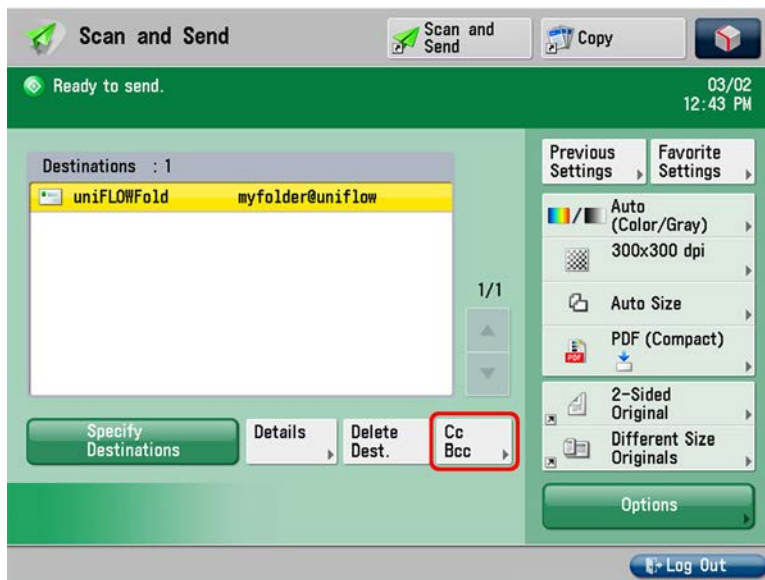 Scan and Send
Scan and
Send
Copy
Ready to send.
03/02
12:43 PM
Destinations : 1
uniFLOWFold myfolder@uniflow
1/1
Specify
Destinations
Details
Delete
Dest.
Cc
Bcc
Previous
Settings
Favorite
Settings
Auto
(Color/Gray)
300x300 dpi
Auto Size
PDF
PDF (Compact)
2-Sided
Original
Different Size
Originals
Options
Log Out